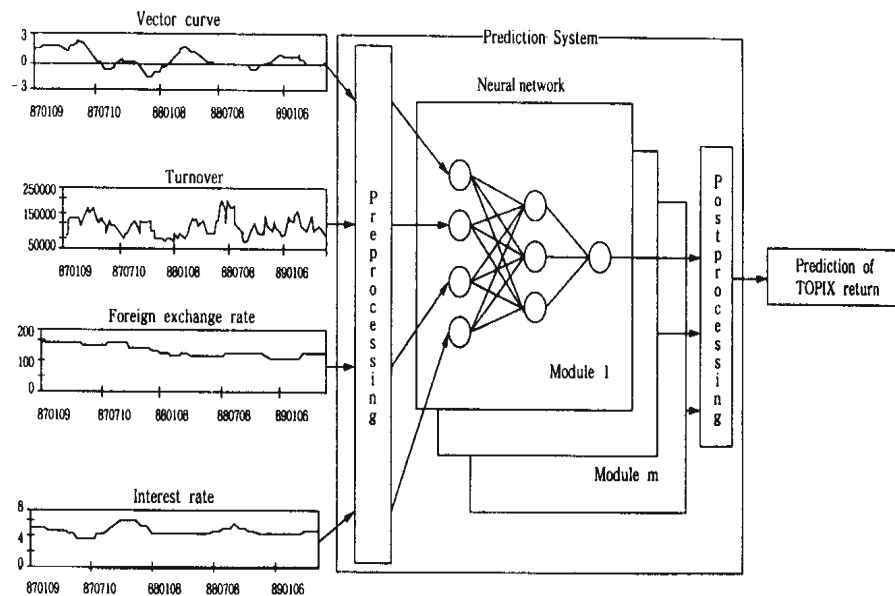 Vector curve
3
0
-3
870109 870710 880108 880708 890106
Turnover
250000
150000
50000
870109 871079 880108 880708 890106
Foreign exchange rate
200
100
0
870109 870710 880108 880708 890106
Interest rate
8
4
0
870109 870710 880108 880708 890106
Prediction System
Preprocessing
Neural network
Module 1
Module m
Postprocessing
Prediction of
TOPIX return